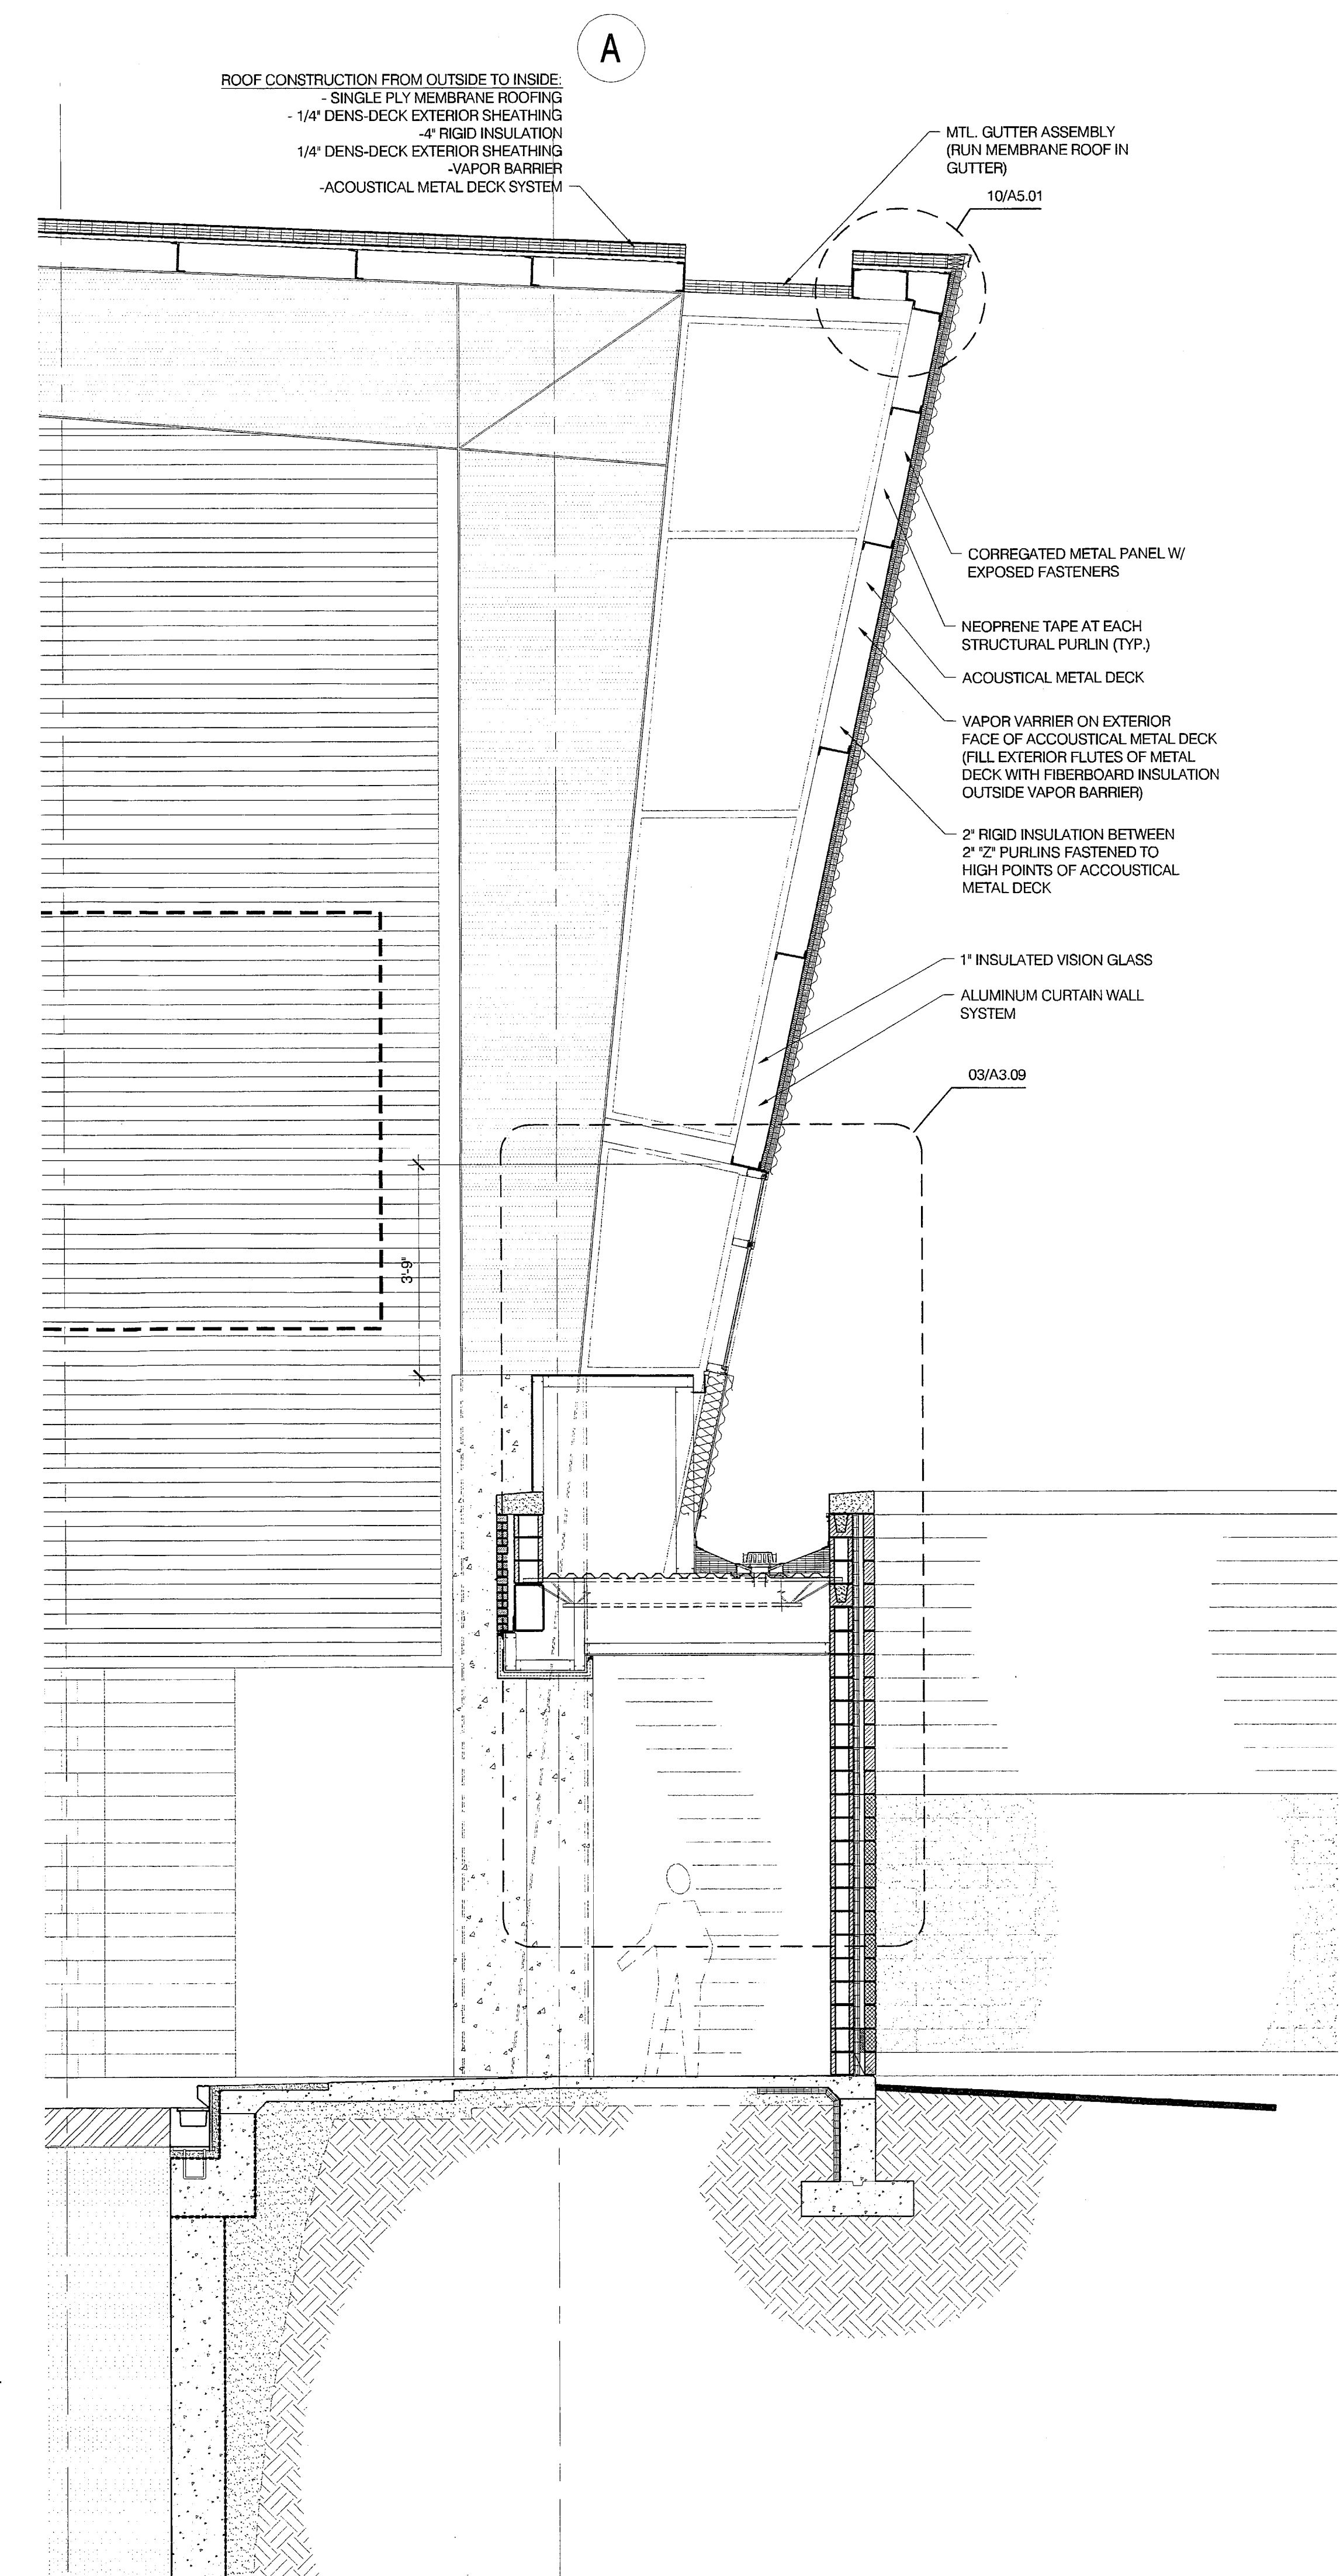 A
ROOF CONSTRUCTION FROM OUTSIDE TO INSIDE:
- SINGLE PLY MEMBRANE ROOFING
- 1/4" DENS-DECK EXTERIOR SHEATHING
-4" RIGID INSULATION
1/4" DENS-DECK EXTERIOR SHEATHING
-VAPOR BARRIER
-ACOUSTICAL METAL DECK SYSTEM
MTL. GUTTER ASSEMBLY
(RUN MEMBRANE ROOF IN
GUTTER)
10/A5.01
CORREGATED METAL PANEL W/
EXPOSED FASTENERS
NEOPRENE TAPE AT EACH
STRUCTURAL PURLIN (TYP.)
ACOUSTICAL METAL DECK
VAPOR VARRIER ON EXTERIOR
FACE OF ACCOUSTICAL METAL DECK
(FILL EXTERIOR FLUTES OF METAL
DECK WITH FIBERBOARD INSULATION
OUTSIDE VAPOR BARRIER)
2" RIGID INSULATION BETWEEN
2" "Z" PURLINS FASTENED TO
HIGH POINTS OF ACCOUSTICAL
METAL DECK
1" INSULATED VISION GLASS
ALUMINUM CURTAIN WALL
SYSTEM
03/A3.09
3'-9"